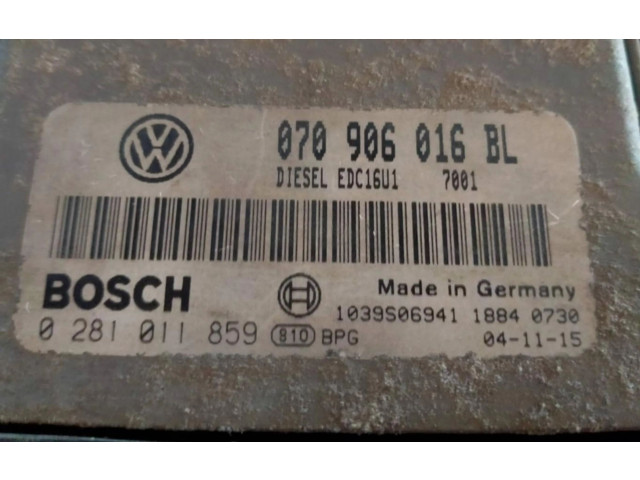 070 906 016 BL
DIESEL EDC16U1 7001
BOSCH
Made in Germany
1039S06941 1884 0730
0 281 011 859 810 BPG
04-11-15